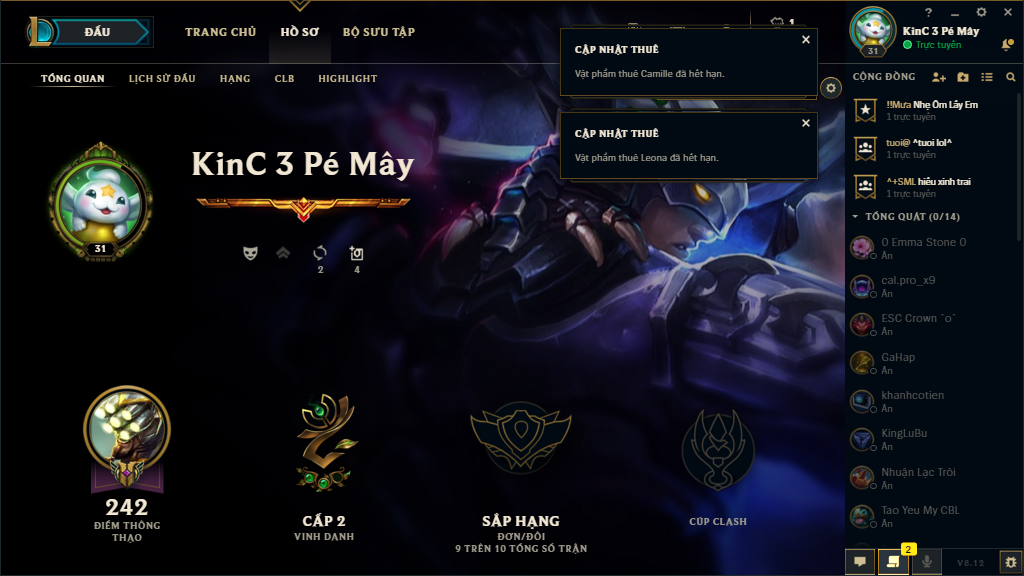 ĐẤU
TRANG CHỦ
HỒ SƠ
BỘ SƯU TẬP
1
TỔNG QUAN
LỊCH SỬ ĐẤU
HẠNG
CLB
HIGHLIGHT
CẬP NHẬT THUÊ
Vật phẩm thuê Camille đã hết hạn.
CẬP NHẬT THUÊ
Vật phẩm thuê Leona đã hết hạn.
KinC 3 Pé Mây
31
2
4
242
ĐIỂM THÔNG
THẠO
CẤP 2
VINH DANH
SẮP HẠNG
ĐƠN/ĐÔI
9 TRÊN 10 TỔNG SỐ TRẬN
CÚP CLASH
KinC 3 Pé Mây
Trực tuyến
31
CỘNG ĐỒNG
!!Mưa Nhẹ Ôm Lấy Em
1 trực tuyến
tuoi@ ^tuoi lol^
1 trực tuyến
^+SML hiếu xinh trai
1 trực tuyến
TỔNG QUÁT (0/14)
0 Emma Stone 0
Ẩn
cal.pro_x9
Ẩn
ESC Crown ˆoˆ
Ẩn
GaHap
Ẩn
khanhcotien
Ẩn
KingLuBu
Ẩn
Nhuận Lạc Trôi
Ẩn
Tao Yeu My CBL
Ẩn
2
V8.12